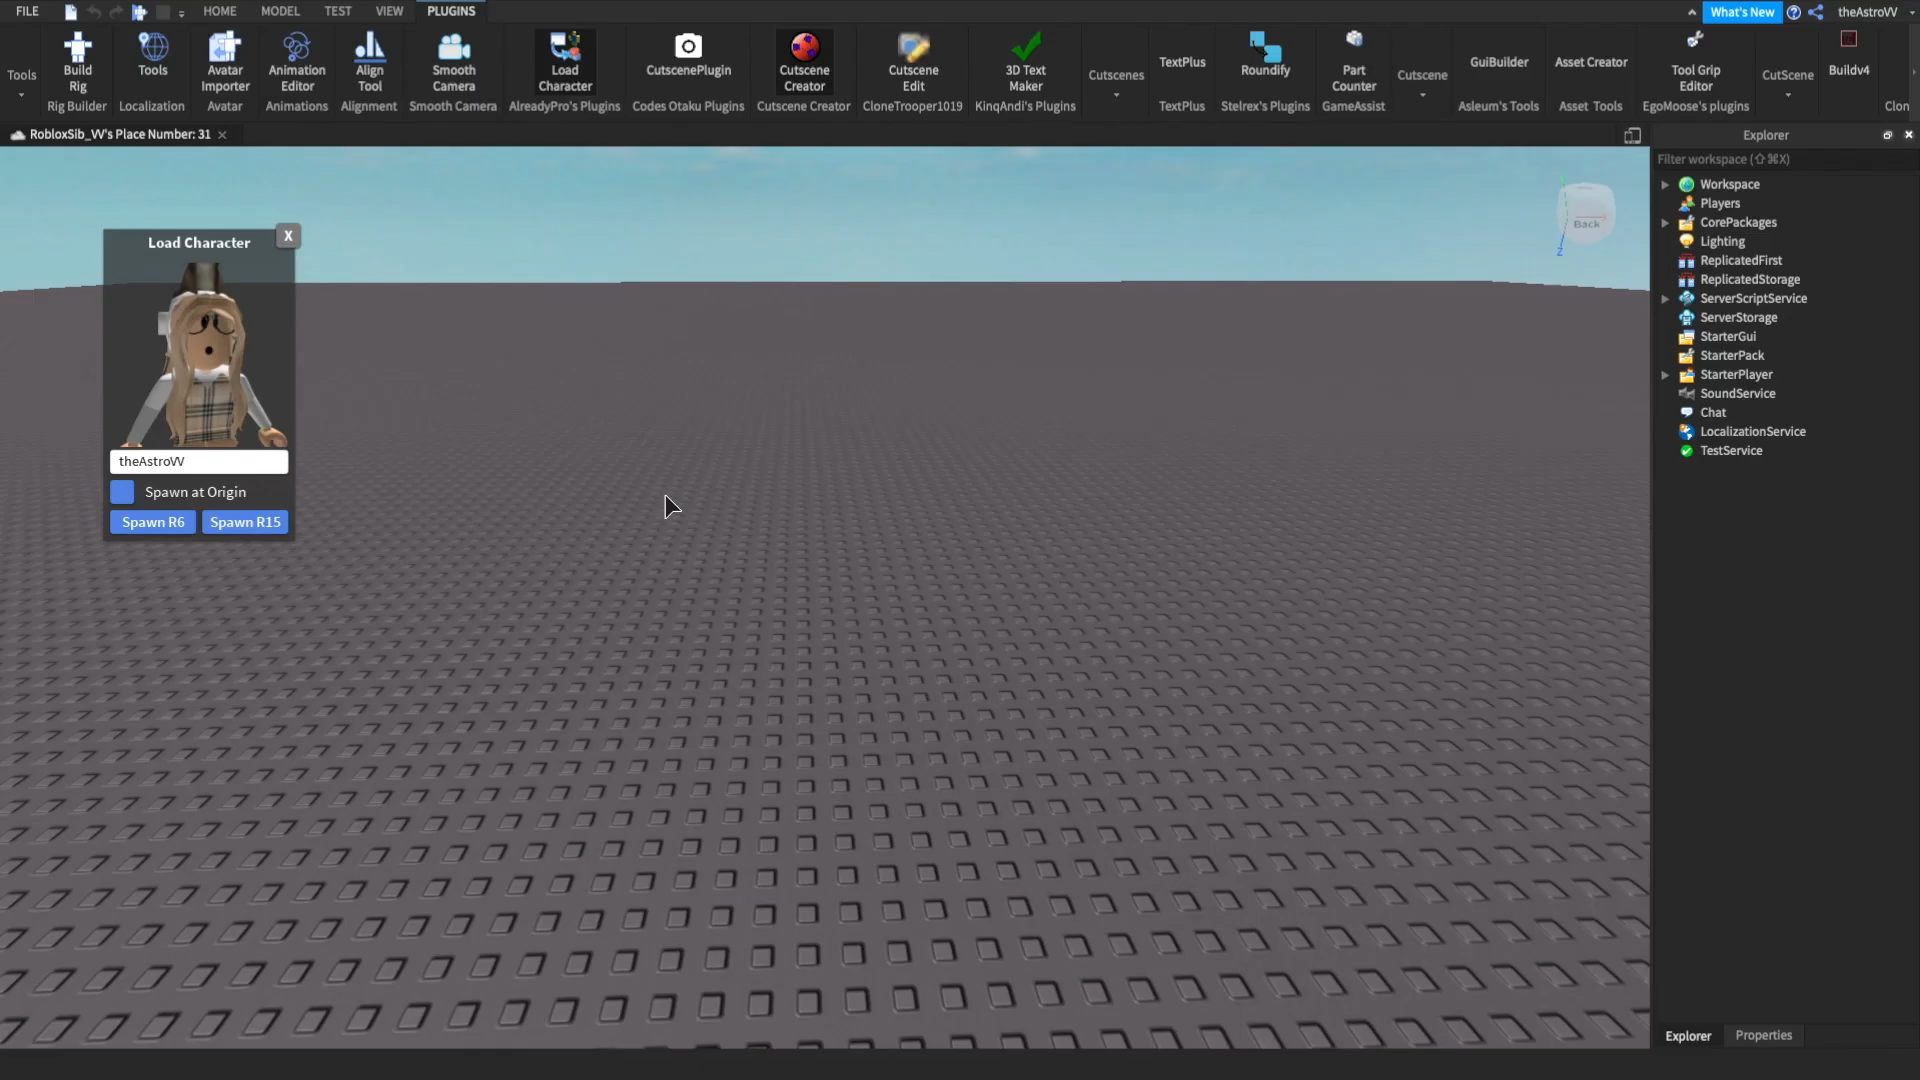 FILE HOME MODEL TEST VIEW PLUGINS What's New theAstroVV
Tools
Build Rig
Rig Builder
Tools
Localization
Avatar Importer
Avatar
Animation Editor
Animations
Align Tool
Alignment
Smooth Camera
Smooth Camera
Load Character
AlreadyPro's Plugins
CutscenePlugin
Codes Otaku Plugins
Cutscene Creator
Cutscene Creator
Cutscene Edit
CloneTrooper1019
3D Text Maker
KinqAndi's Plugins
Cutscenes
TextPlus
TextPlus
Roundify
Stelrex's Plugins
Part Counter
GameAssist
Cutscene
GuiBuilder
Asleum's Tools
Asset Creator
Asset Tools
Tool Grip Editor
EgoMoose's plugins
CutScene
Buildv4
Clon
RobloxSib_VV's Place Number: 31
Explorer
Filter workspace (⇧⌘X)
Workspace
Players
CorePackages
Lighting
ReplicatedFirst
ReplicatedStorage
ServerScriptService
ServerStorage
StarterGui
StarterPack
StarterPlayer
SoundService
Chat
LocalizationService
TestService
Back
Z
Load Character
X
theAstroVV
Spawn at Origin
Spawn R6 Spawn R15
Explorer Properties